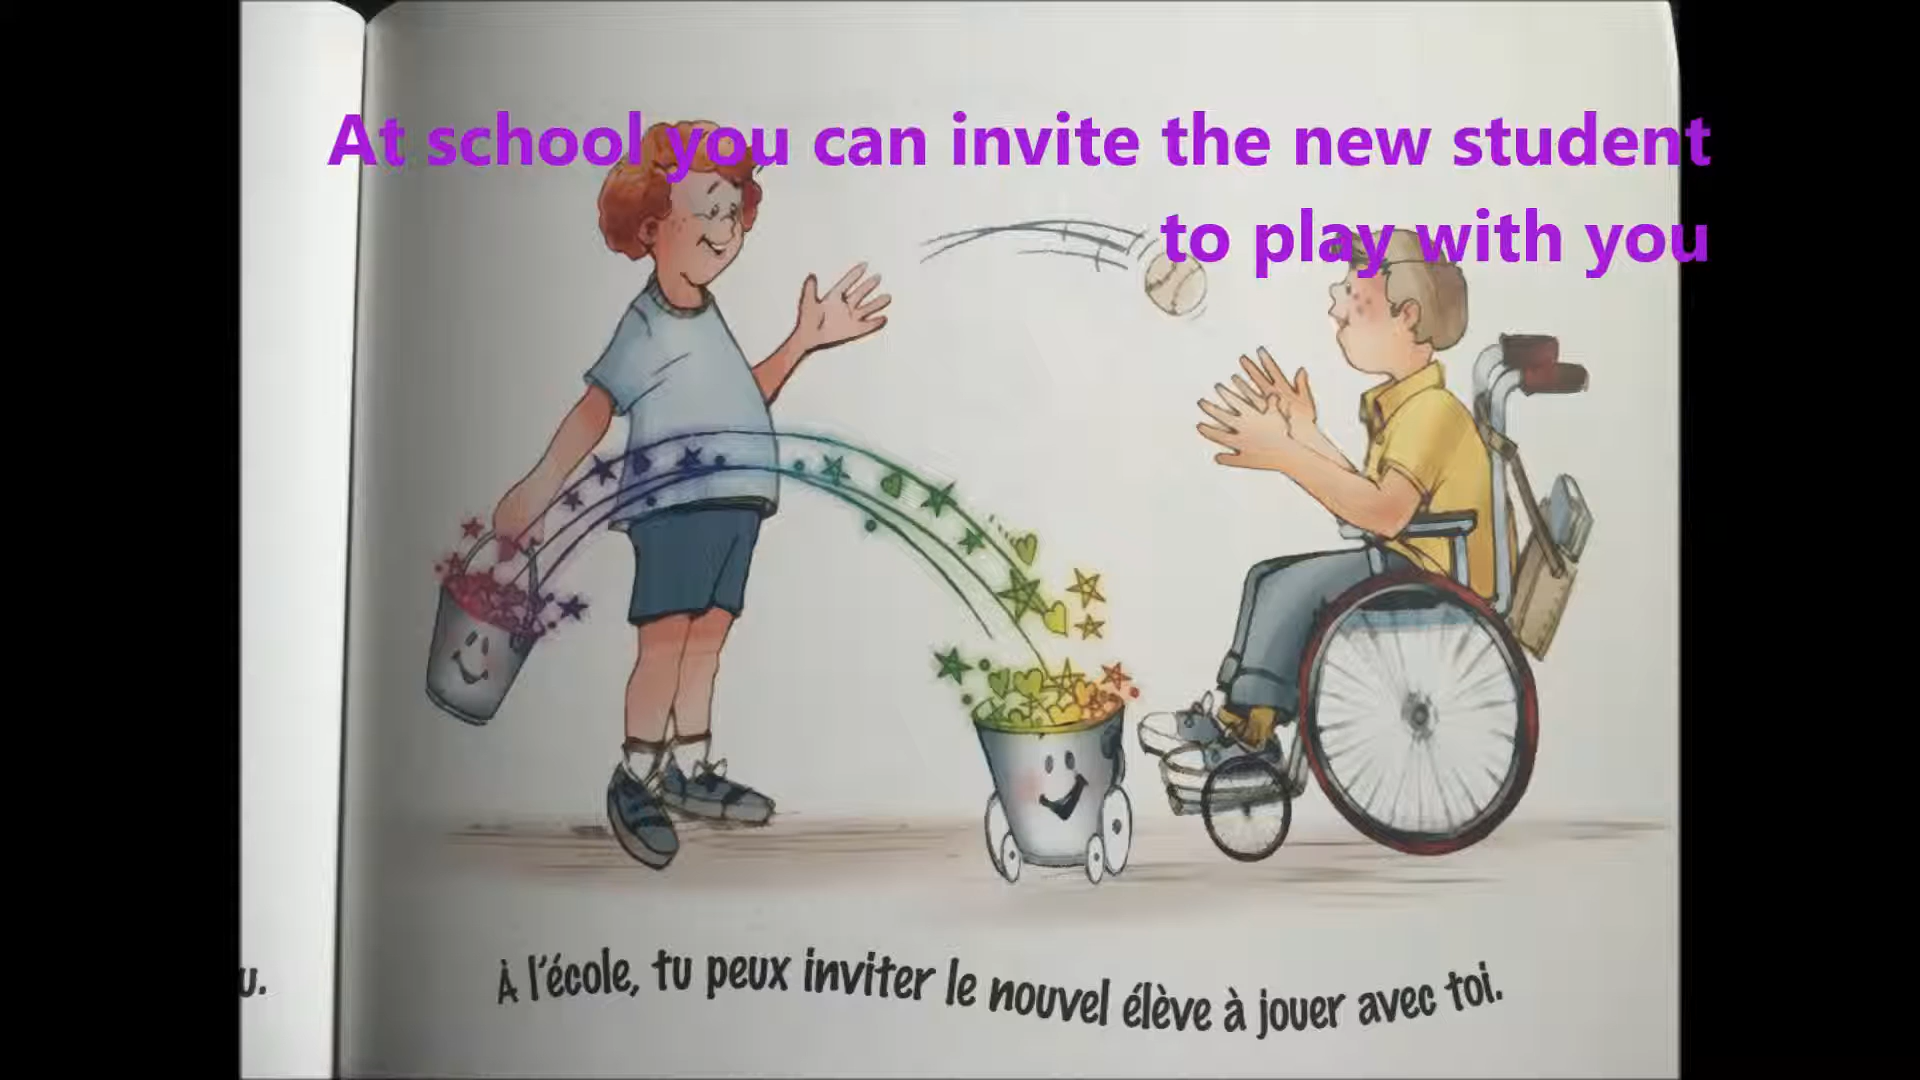 At school you can invite the new student
to play with you
u.
À l'école, tu peux inviter le nouvel élève à jouer avec toi.